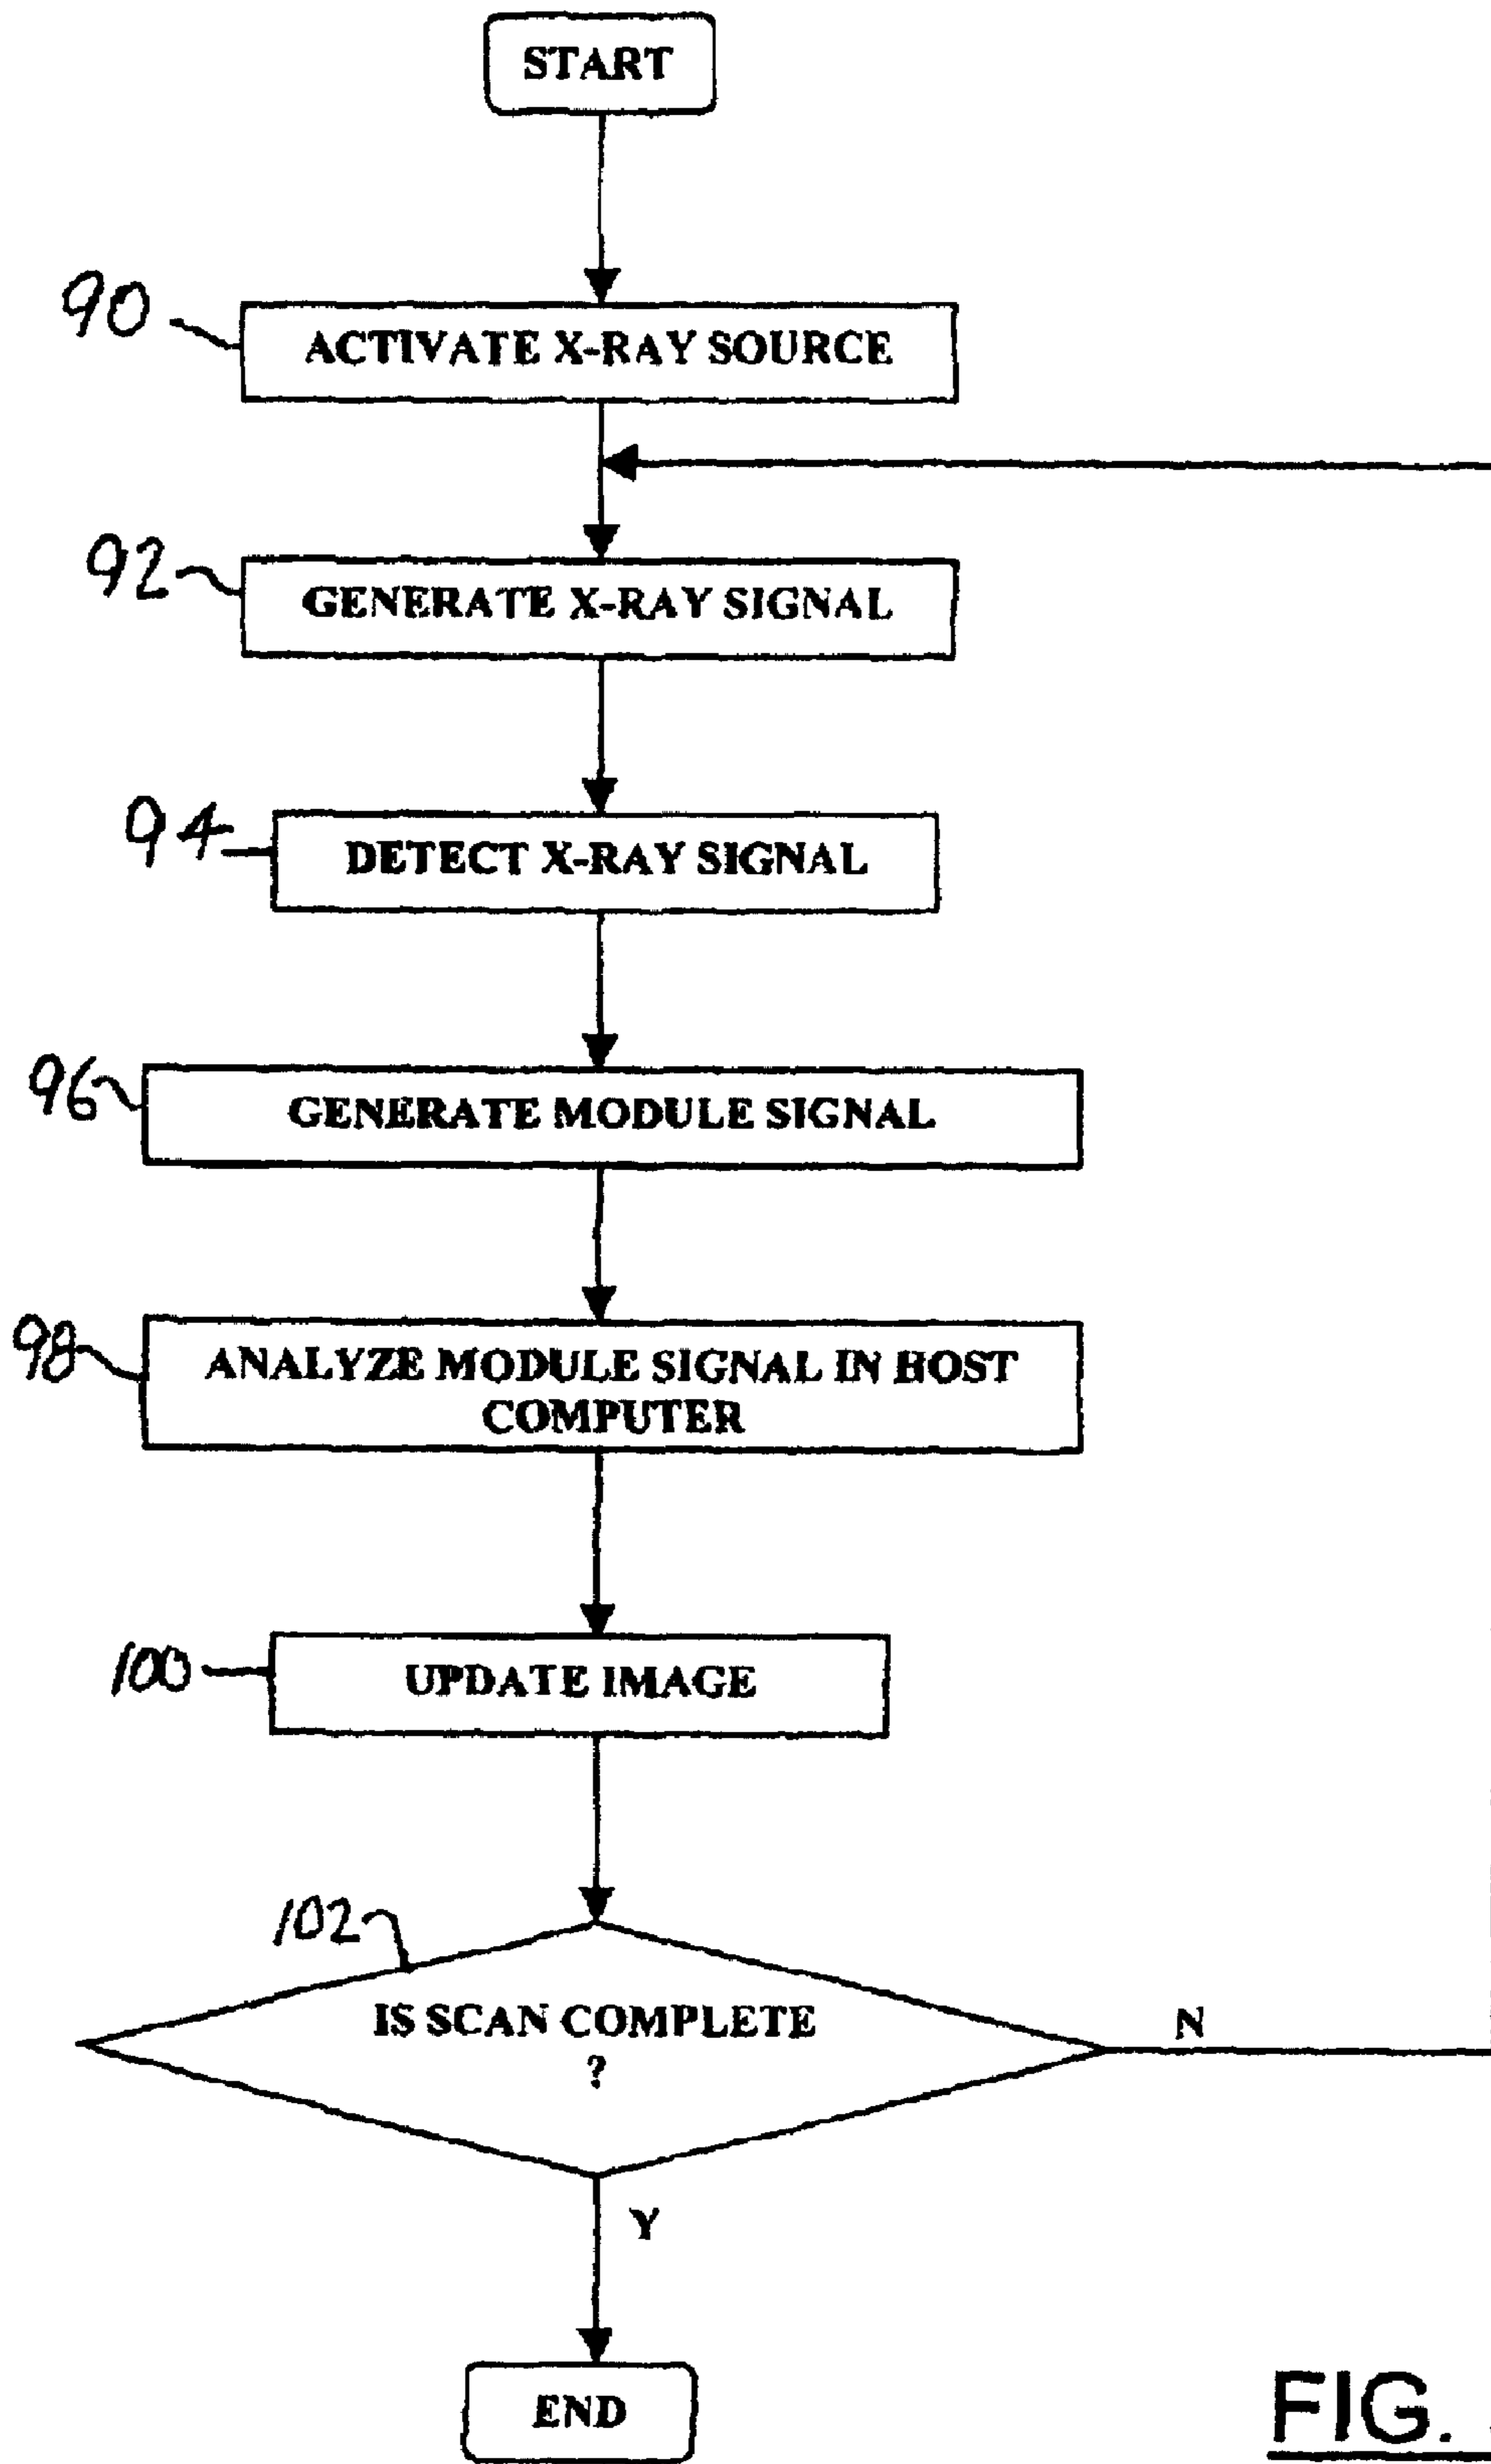 START
90
ACTIVATE X-RAY SOURCE
92
GENERATE X-RAY SIGNAL
94
DETECT X-RAY SIGNAL
96
GENERATE MODULE SIGNAL
98
ANALYZE MODULE SIGNAL IN HOST
COMPUTER
100
UPDATE IMAGE
102
IS SCAN COMPLETE
?
N
Y
END
FIG.